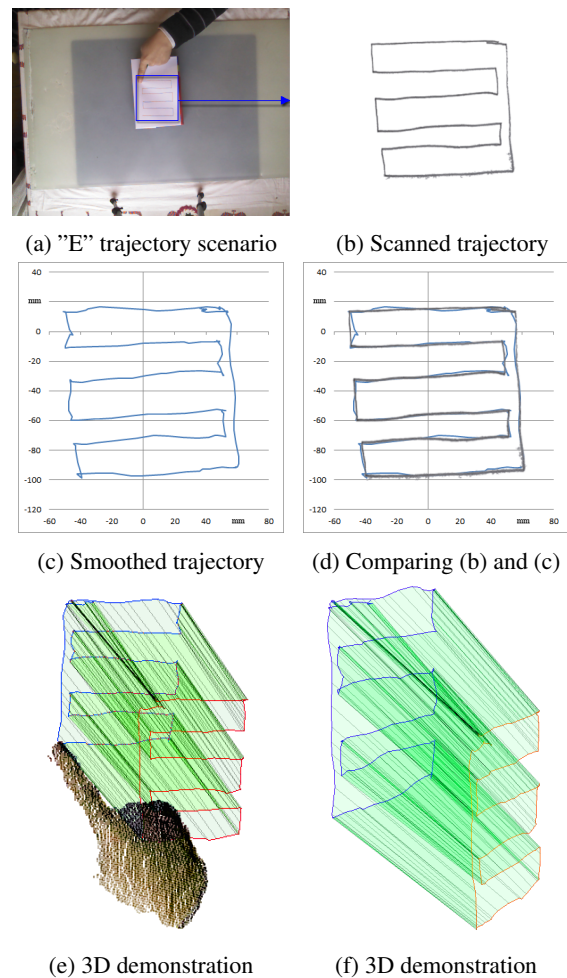 (a) ”E” trajectory scenario
(b) Scanned trajectory
40
mm
20
0
-20
-40
-60
-80
-100
-120
-60 -40 -20 0 20 40 mm 80
40
mm
20
0
-20
-40
-60
-80
-100
-120
-60 -40 -20 0 20 40 mm 80
(c) Smoothed trajectory
(d) Comparing (b) and (c)
(e) 3D demonstration
(f) 3D demonstration